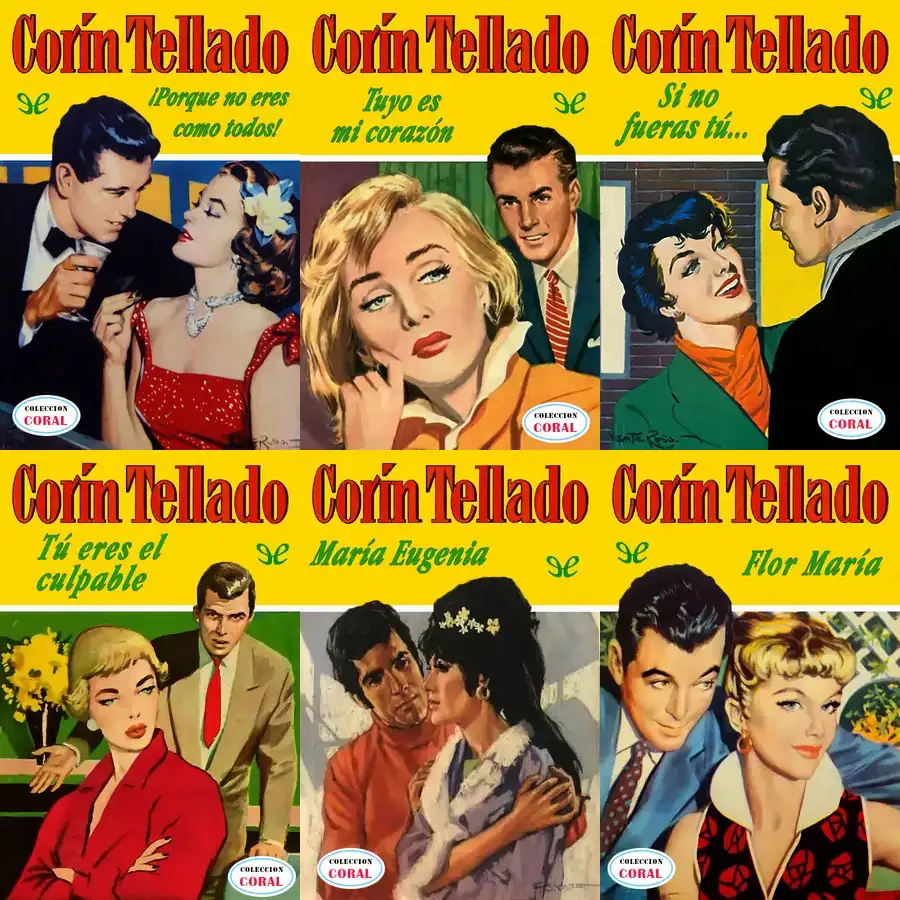 Corín Tellado
¡Porque no eres
como todos!
COLECCION
CORAL
Corín Tellado
Tuyo es
mi corazón
COLECCION
CORAL
Corín Tellado
Si no
fueras tú...
COLECCION
CORAL
Corín Tellado
Tú eres el
culpable
COLECCION
CORAL
Corín Tellado
María Eugenia
COLECCION
CORAL
Corín Tellado
Flor María
COLECCION
CORAL